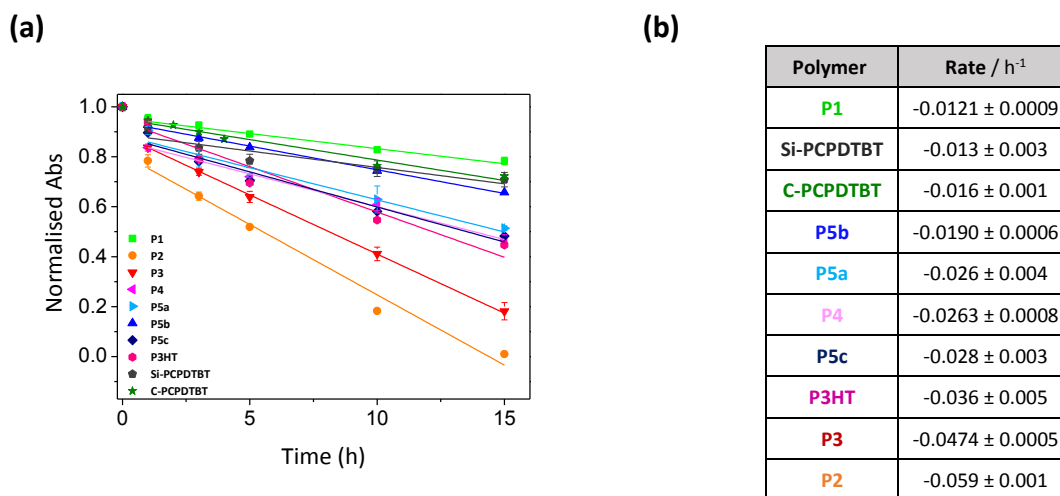 (a)
Normalised Abs
1.0
0.8
0.6
0.4
0.2
0.0
P1
P2
P3
P4
P5a
P5b
P5c
P3HT
Si-PCPDTBT
C-PCPDTBT
0 5 10 15
Time (h)
(b)
Polymer Rate / h⁻¹
P1 -0.0121 ± 0.0009
Si-PCPDTBT -0.013 ± 0.003
C-PCPDTBT -0.016 ± 0.001
P5b -0.0190 ± 0.0006
P5a -0.026 ± 0.004
P4 -0.0263 ± 0.0008
P5c -0.028 ± 0.003
P3HT -0.036 ± 0.005
P3 -0.0474 ± 0.0005
P2 -0.059 ± 0.001